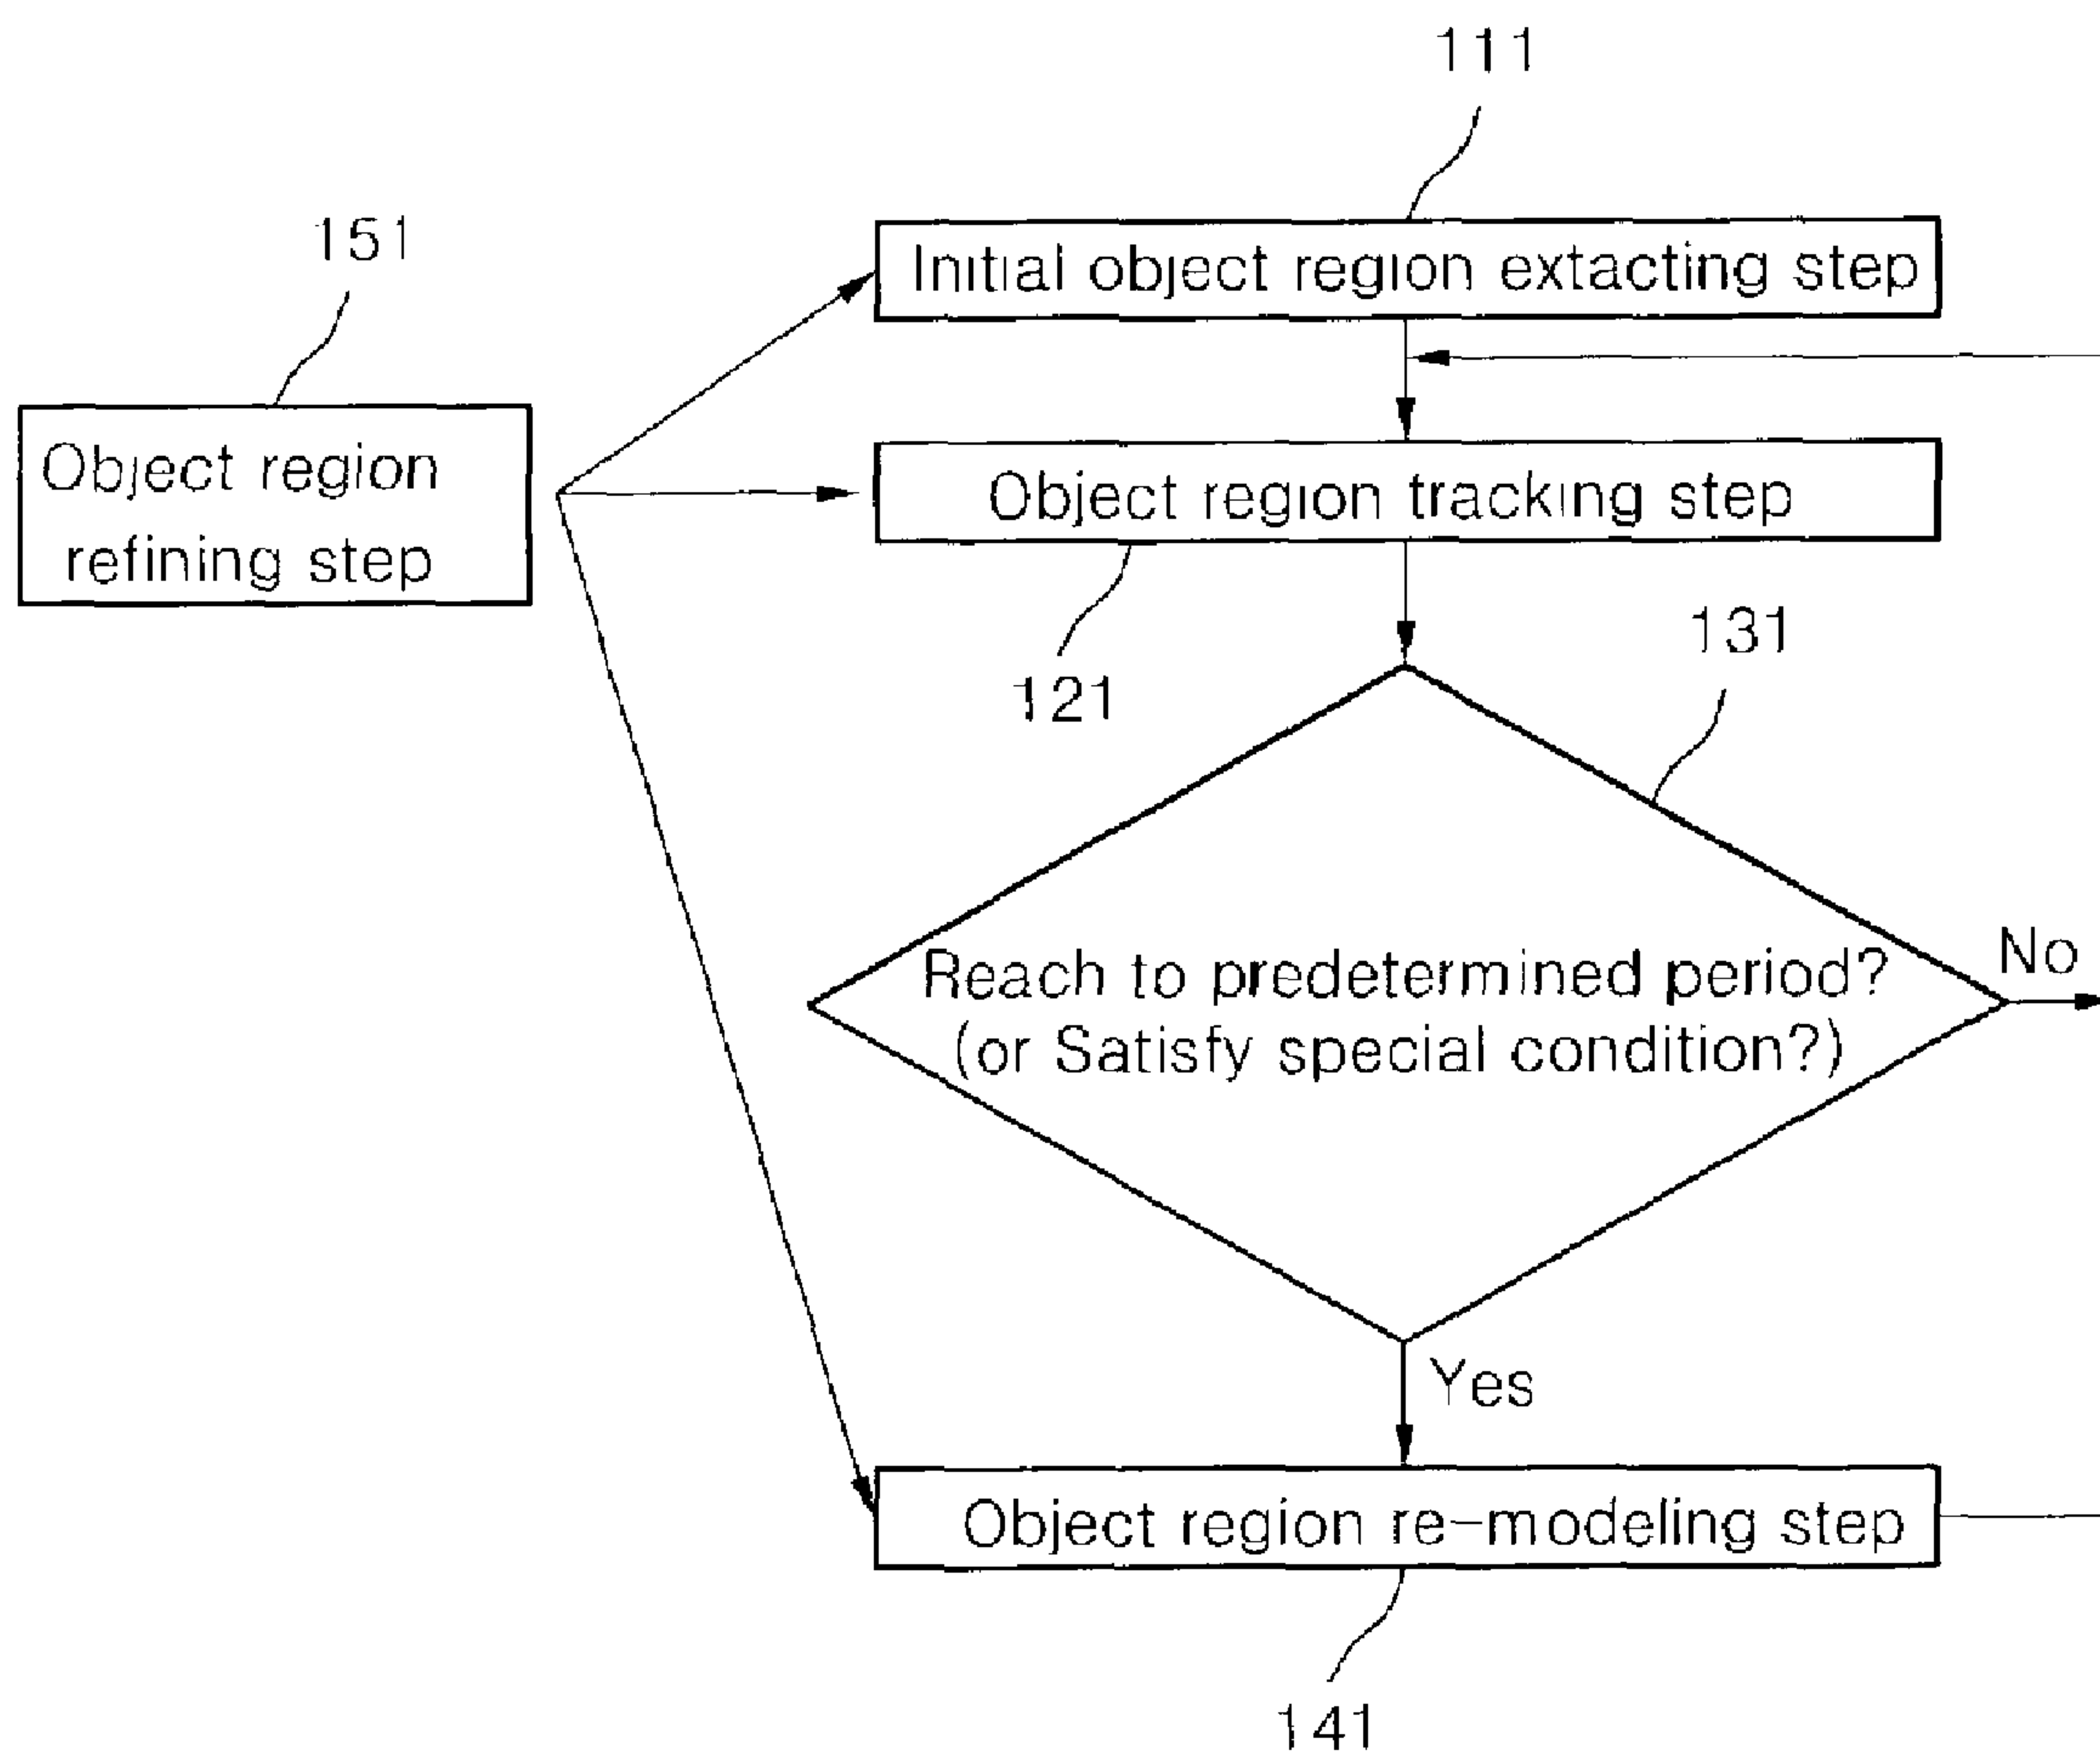 111
151
Initial object region extacting step
Object region
refining step
Object region tracking step
121
131
Reach to predetermined period?
(or Satisfy special condition?)
No
Yes
Object region re-modeling step
141